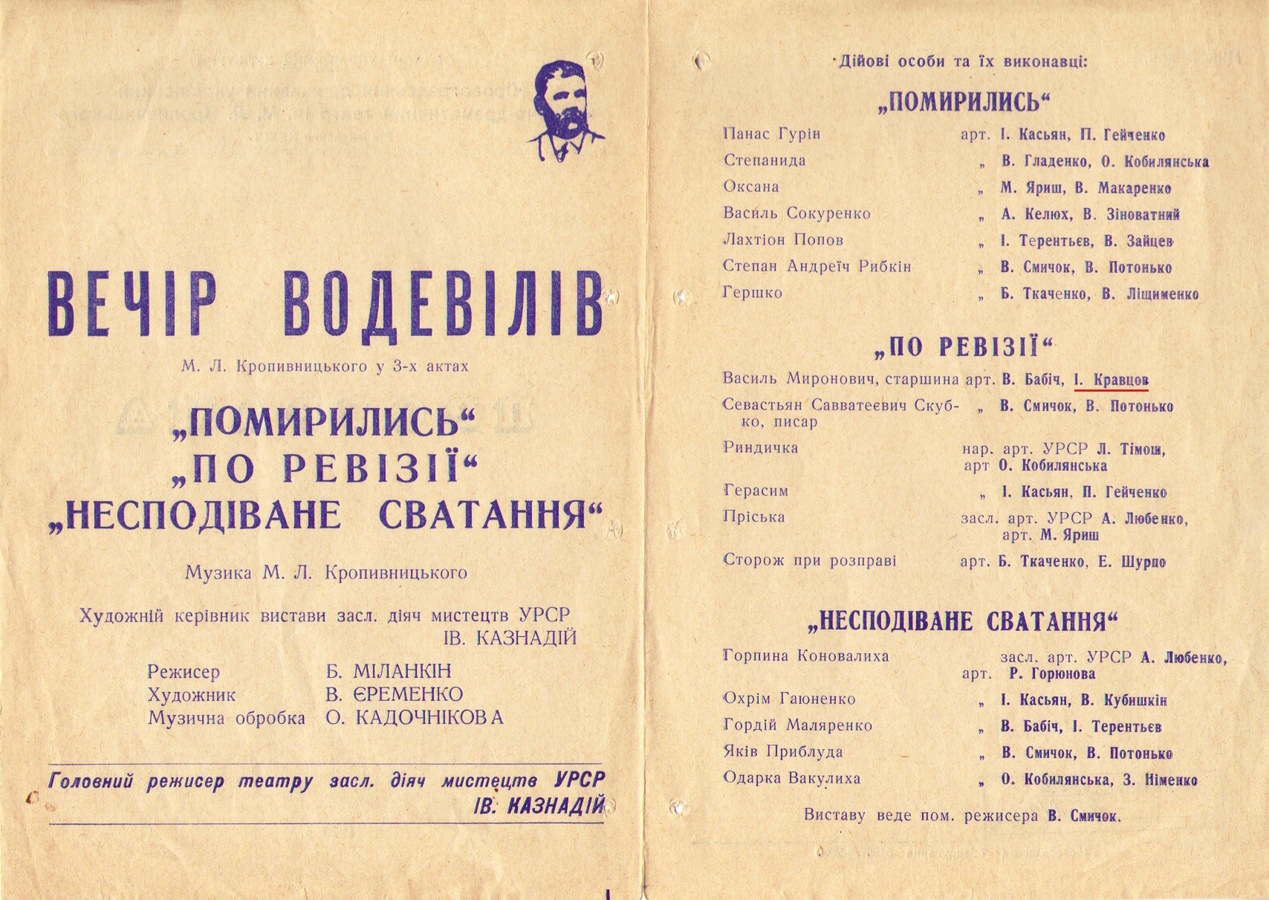 ВЕЧІР ВОДЕВІЛІВ
М. Л. Кропивницького у 3-х актах
„ПОМИРИЛИСЬ“
„ПО РЕВІЗІЇ“
„НЕСПОДІВАНЕ СВАТАННЯ“
Музика М. Л. Кропивницького
Художній керівник вистави засл. діяч мистецтв УРСР
ІВ. КАЗНАДІЙ
Режисер Б. МІЛАНКІН
Художник В. ЄРЕМЕНКО
Музична обробка О. КАДОЧНІКОВА
Головний режисер театру засл. діяч мистецтв УРСР
ІВ. КАЗНАДІЙ
Дійові особи та їх виконавці:
„ПОМИРИЛИСЬ“
Панас Гурін арт. І. Касьян, П. Гейченко
Степанида „ В. Гладенко, О. Кобилянська
Оксана „ М. Яриш, В. Макаренко
Василь Сокуренко „ А. Келюх, В. Зіноватний
Лахтіон Попов „ І. Терентьєв, В. Зайцев
Степан Андреїч Рибкін „ В. Смичок, В. Потонько
Гершко „ Б. Ткаченко, В. Ліщименко
„ПО РЕВІЗІЇ“
Василь Миронович, старшина арт. В. Бабіч, І. Кравцов
Севастьян Савватеєвич Скуб- „ В. Смичок, В. Потонько
ко, писар
Риндичка нар. арт. УРСР Л. Тімош,
арт О. Кобилянська
Герасим „ І. Касьян, П. Гейченко
Пріська засл. арт. УРСР А. Любенко,
арт. М. Яриш
Сторож при розправі арт. Б. Ткаченко, Е. Шурпо
„НЕСПОДІВАНЕ СВАТАННЯ“
Горпина Коновалиха засл. арт. УРСР А. Любенко,
арт. Р. Горюнова
Охрім Гаюненко „ І. Касьян, В. Кубишкін
Гордій Маляренко „ В. Бабіч, І. Терентьєв
Яків Приблуда „ В. Смичок, В. Потонько
Одарка Вакулиха „ О. Кобилянська, З. Німенко
Виставу веде пом. режисера В. Смичок.